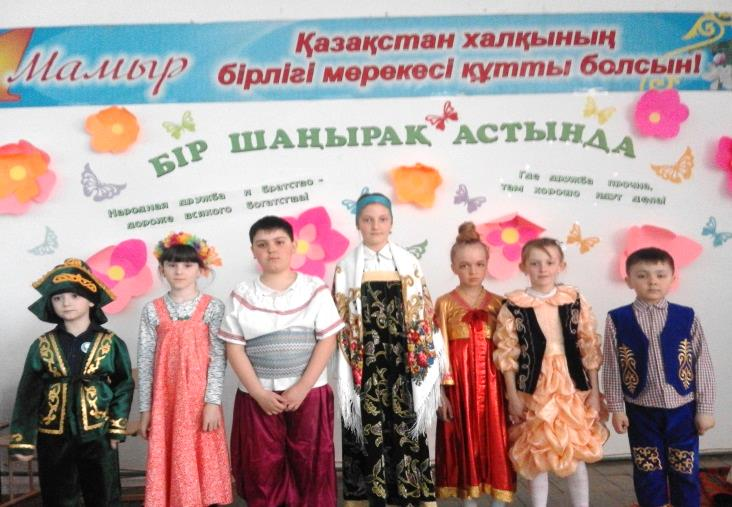 1 Мамыр
Қазақстан халқының
бірлігі мерекесі құтты болсын!
БІР ШАҢЫРАҚ АСТЫНДА
Народная дружба и братство -
дороже всякого богатства!
Где дружба прочна,
там хорошо идут дела!